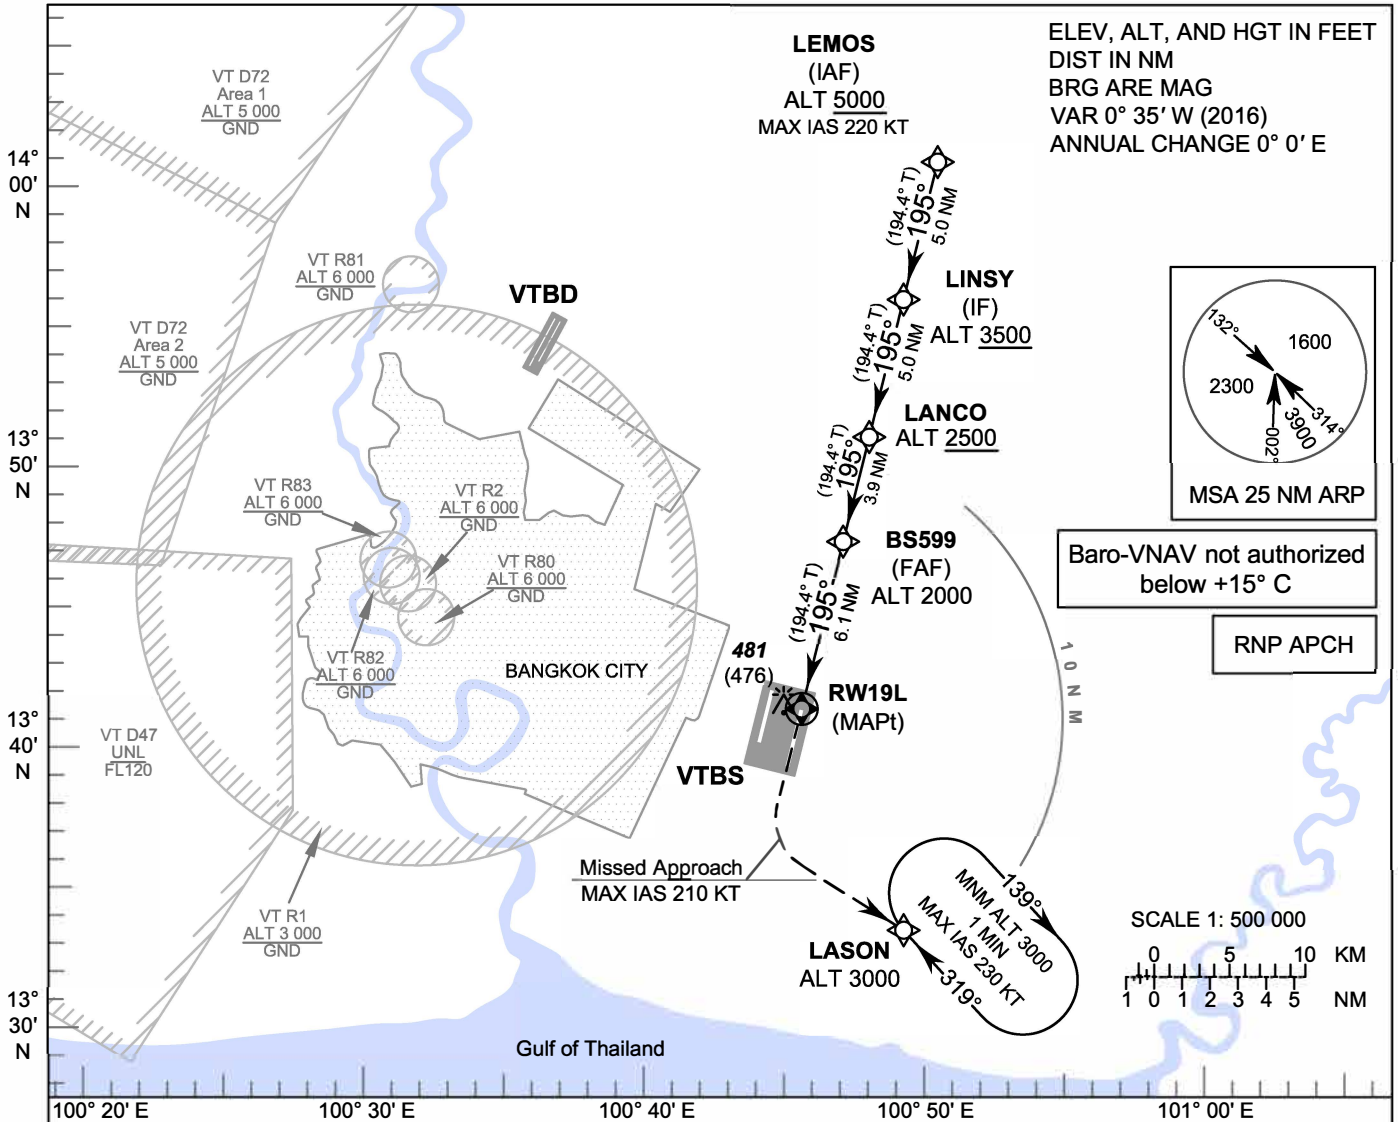 LEMOS
(IAF)
ALT 5000
MAX IAS 220 KT
ELEV, ALT, AND HGT IN FEET
DIST IN NM
BRG ARE MAG
VAR 0° 35′ W (2016)
ANNUAL CHANGE 0° 0′ E
VT D72
Area 1
ALT 5 000
GND
14°
00'
N
(194.4° T)
195°
5.0 NM
VT R81
ALT 6 000
GND
VTBD
LINSY
(IF)
ALT 3500
VT D72
Area 2
ALT 5 000
GND
(194.4° T)
195°
5.0 NM
132°
1600
2300
3900
314°
002°
MSA 25 NM ARP
LANCO
ALT 2500
13°
50'
N
(194.4° T)
195°
3.9 NM
VT R83
ALT 6 000
GND
VT R2
ALT 6 000
GND
BS599
(FAF)
ALT 2000
Baro-VNAV not authorized
below +15° C
VT R80
ALT 6 000
GND
(194.4° T)
195°
6.1 NM
RNP APCH
VT R82
ALT 6 000
GND
BANGKOK CITY
481
(476)
RW19L
(MAPt)
10NM
13°
40'
N
VT D47
UNL
FL120
VTBS
Missed Approach
MAX IAS 210 KT
139°
MNM ALT 3000
1 MIN
MAX IAS 230 KT
319°
VT R1
ALT 3 000
GND
LASON
ALT 3000
SCALE 1: 500 000
0 5 10 KM
1 0 1 2 3 4 5 NM
13°
30'
N
Gulf of Thailand
100° 20' E 100° 30' E 100° 40' E 100° 50' E 101° 00' E